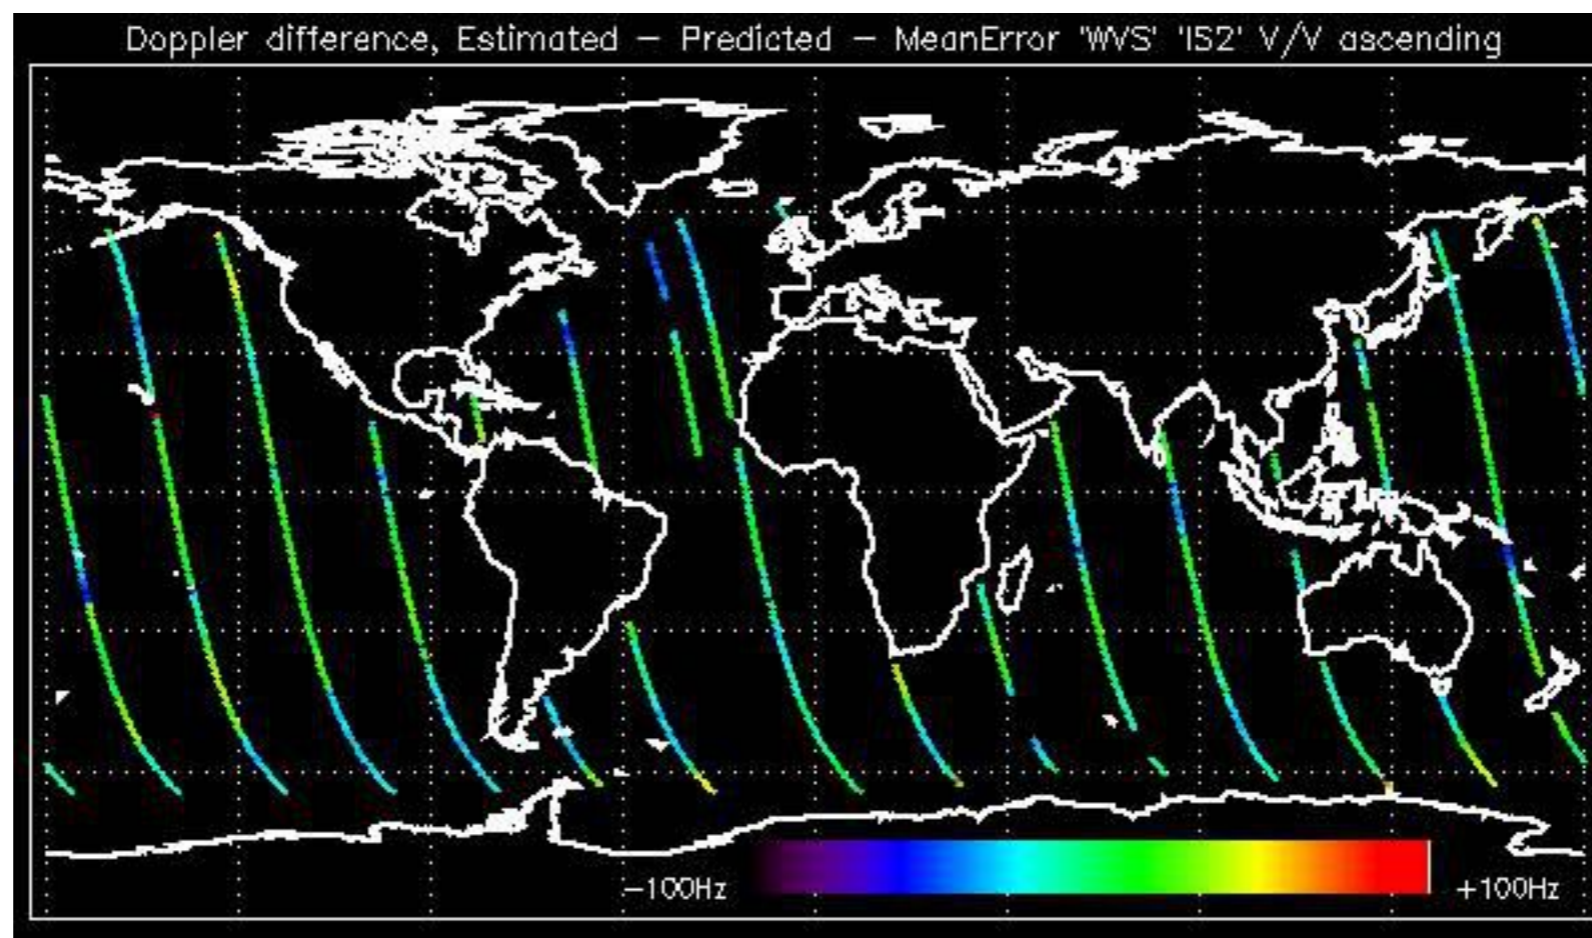 Doppler difference, Estimated – Predicted – MeanError 'WVS' 'IS2' V/V ascending
–100Hz
+100Hz